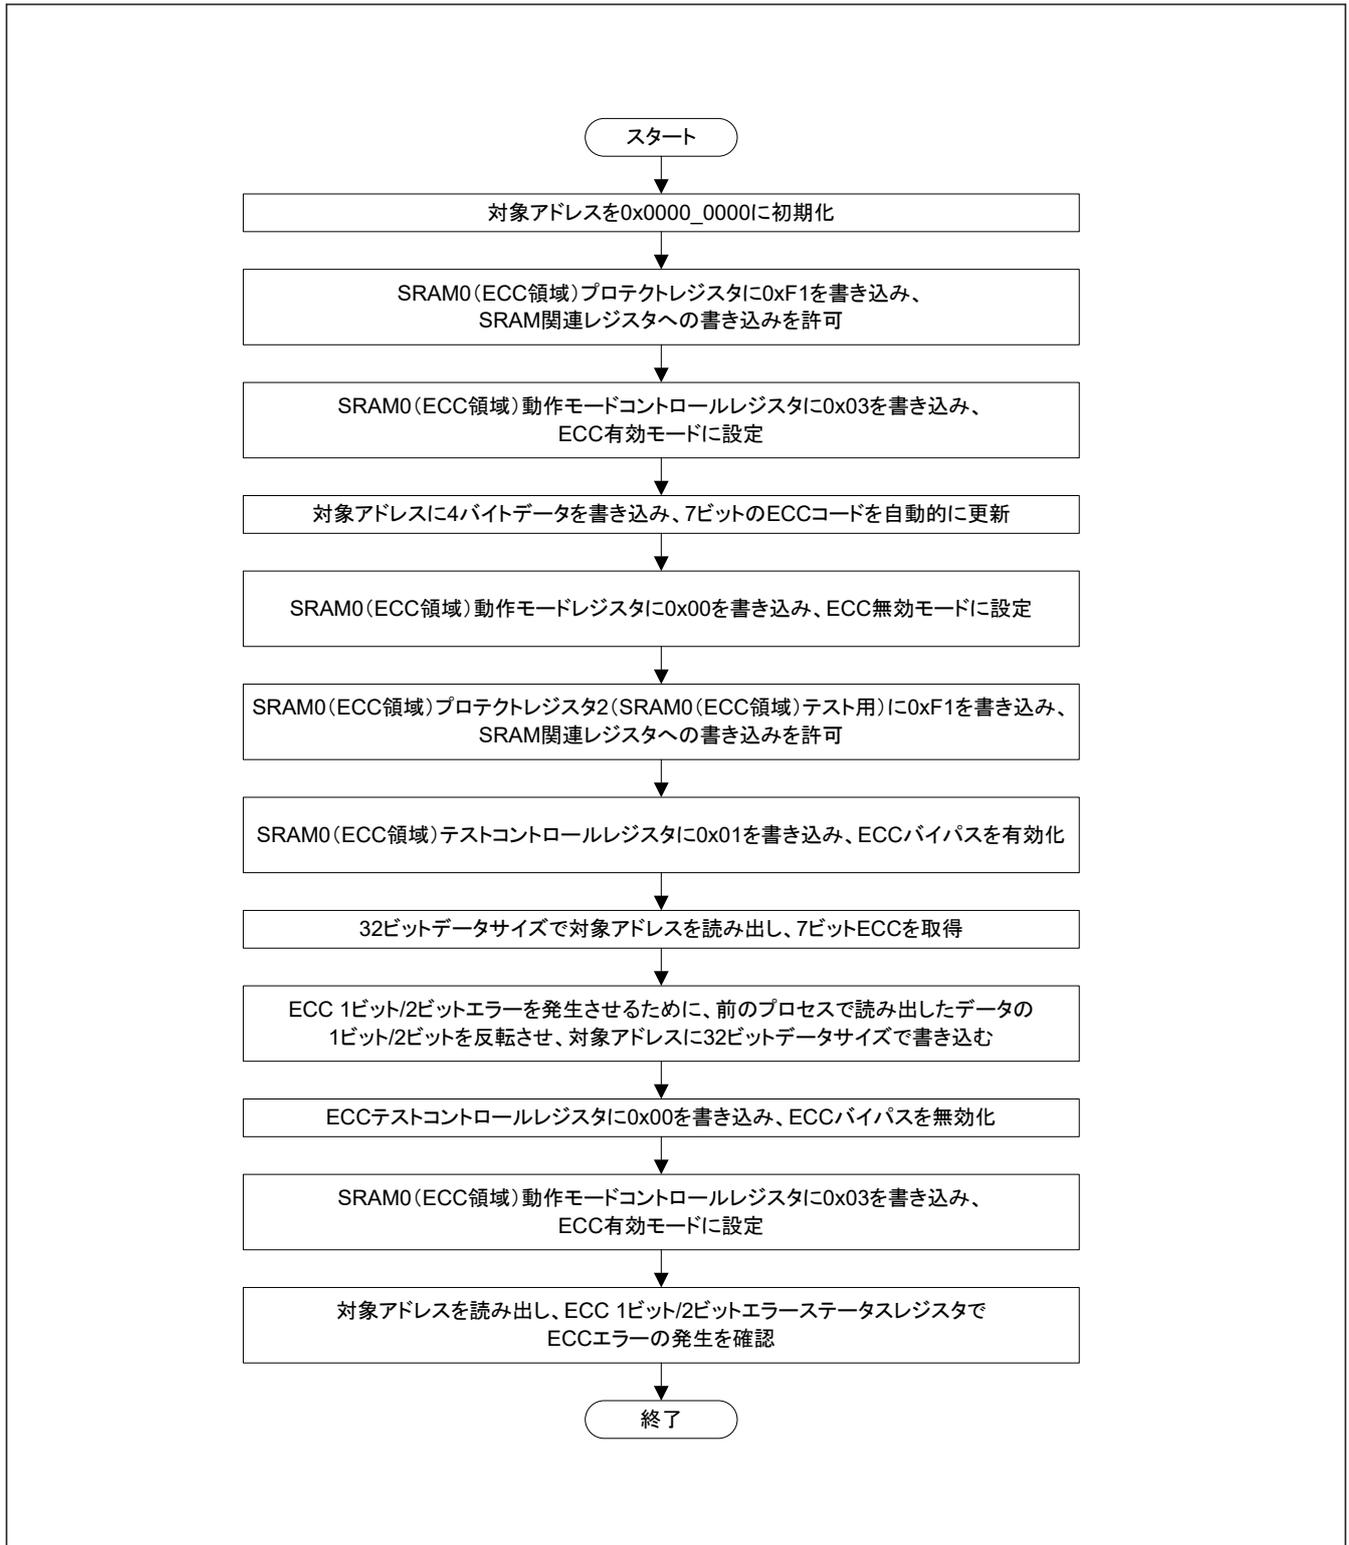 スタート
対象アドレスを0x0000_0000に初期化
SRAM0(ECC領域)プロテクトレジスタに0xF1を書き込み、
SRAM関連レジスタへの書き込みを許可
SRAM0(ECC領域)動作モードコントロールレジスタに0x03を書き込み、
ECC有効モードに設定
対象アドレスに4バイトデータを書き込み、7ビットのECCコードを自動的に更新
SRAM0(ECC領域)動作モードレジスタに0x00を書き込み、ECC無効モードに設定
SRAM0(ECC領域)プロテクトレジスタ2(SRAM0(ECC領域)テスト用)に0xF1を書き込み、
SRAM関連レジスタへの書き込みを許可
SRAM0(ECC領域)テストコントロールレジスタに0x01を書き込み、ECCバイパスを有効化
32ビットデータサイズで対象アドレスを読み出し、7ビットECCを取得
ECC 1ビット/2ビットエラーを発生させるために、前のプロセスで読み出したデータの
1ビット/2ビットを反転させ、対象アドレスに32ビットデータサイズで書き込む
ECCテストコントロールレジスタに0x00を書き込み、ECCバイパスを無効化
SRAM0(ECC領域)動作モードコントロールレジスタに0x03を書き込み、
ECC有効モードに設定
対象アドレスを読み出し、ECC 1ビット/2ビットエラーステータスレジスタで
ECCエラーの発生を確認
終了